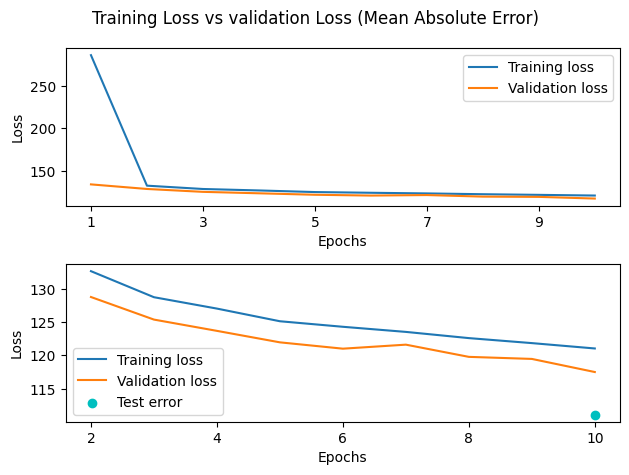 Training Loss vs validation Loss (Mean Absolute Error)
250
200
150
Loss
Training loss
Validation loss
1 3 5 7 9
Epochs
130
125
120
115
Loss
Training loss
Validation loss
Test error
2 4 6 8 10
Epochs